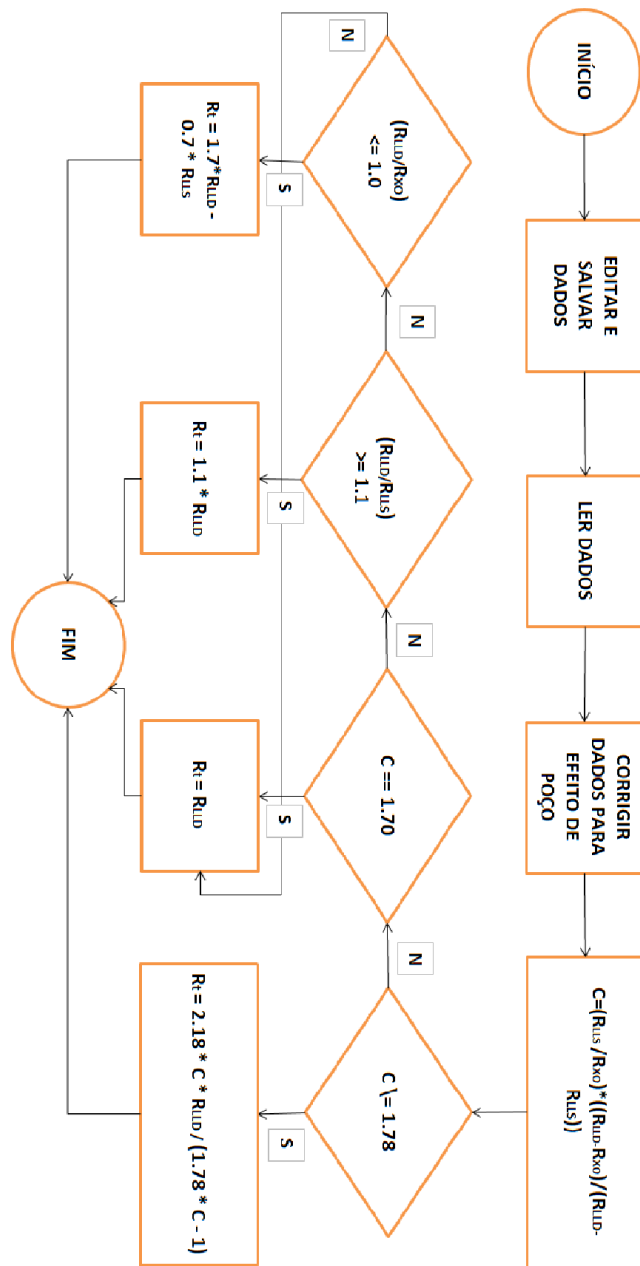 INÍCIO
EDITAR E
SALVAR
DADOS
LER DADOS
CORRIGIR
DADOS PARA
EFEITO DE
POÇO
C=(RLLS /RXO)*((RLLD-RXO)/(RLLD-
RLLS))
C \= 1.78
N
S
C == 1.70
N
S
(RLLD/RLLS)
>= 1.1
N
S
(RLLD/RXO)
<= 1.0
N
S
Rt = 1.7*RLLD -
0.7 * RLLS
Rt = 1.1 * RLLD
Rt = RLLD
Rt = 2.18 * C * RLLD / (1.78 * C - 1)
FIM